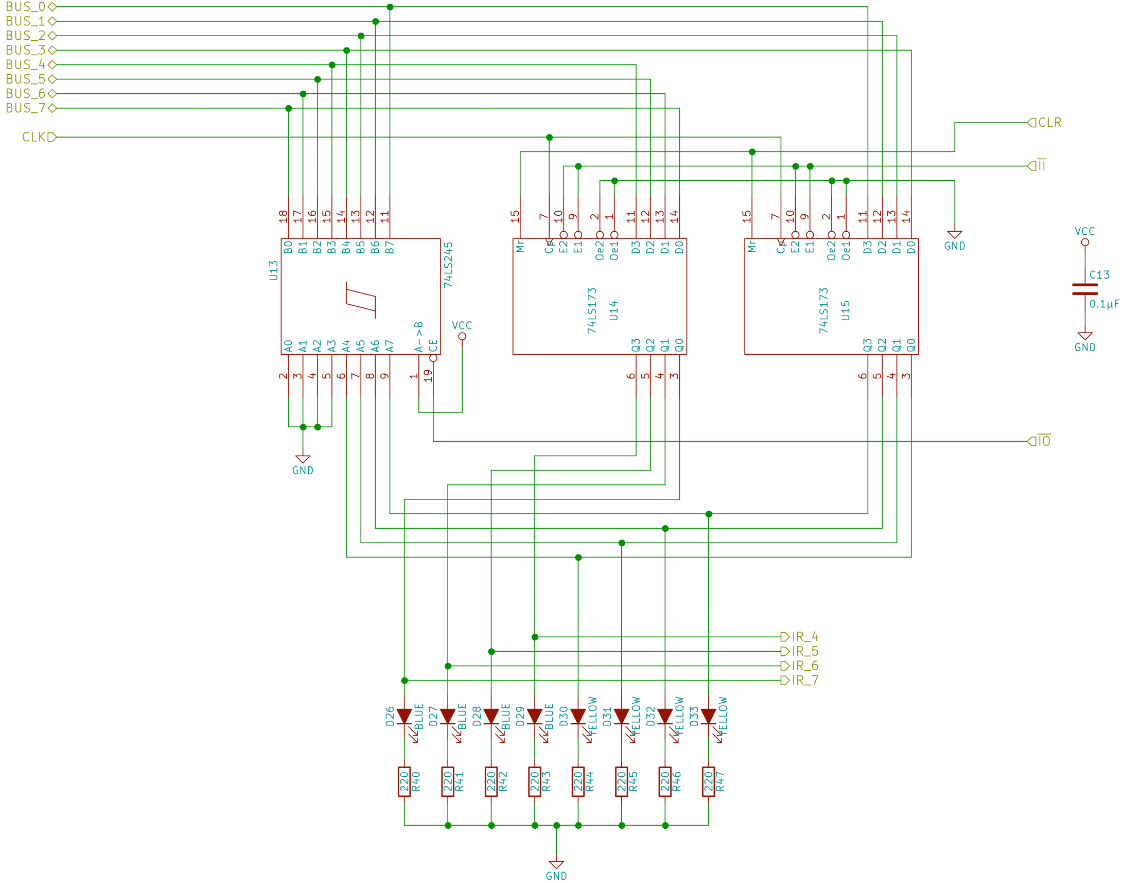 BUS_0
BUS_1
BUS_2
BUS_3
BUS_4
BUS_5
BUS_6
BUS_7
CLK
CLR
II
18 17 16 15 14 13 12 11
15 7 10 9 2 1 11 12 13 14
15 7 10 9 2 1 11 12 13 14
GND
B0 B1 B2 B3 B4 B5 B6 B7
Mr Cp E2 E1 Oe2 Oe1 D3 D2 D1 D0
Mr Cp E2 E1 Oe2 Oe1 D3 D2 D1 D0
U13
74LS245
74LS173
U14
74LS173
U15
VCC
C13
0.1µF
GND
VCC
A0 A1 A2 A3 A4 A5 A6 A7 A->B CE
Q3 Q2 Q1 Q0
Q3 Q2 Q1 Q0
2 3 4 5 6 7 8 9 1 19
6 5 4 3
6 5 4 3
IO
GND
IR_4
IR_5
IR_6
IR_7
D26 BLUE D27 BLUE D28 BLUE D29 BLUE D30 YELLOW D31 YELLOW D32 YELLOW D33 YELLOW
220 R40 220 R41 220 R42 220 R43 220 R44 220 R45 220 R46 220 R47
GND